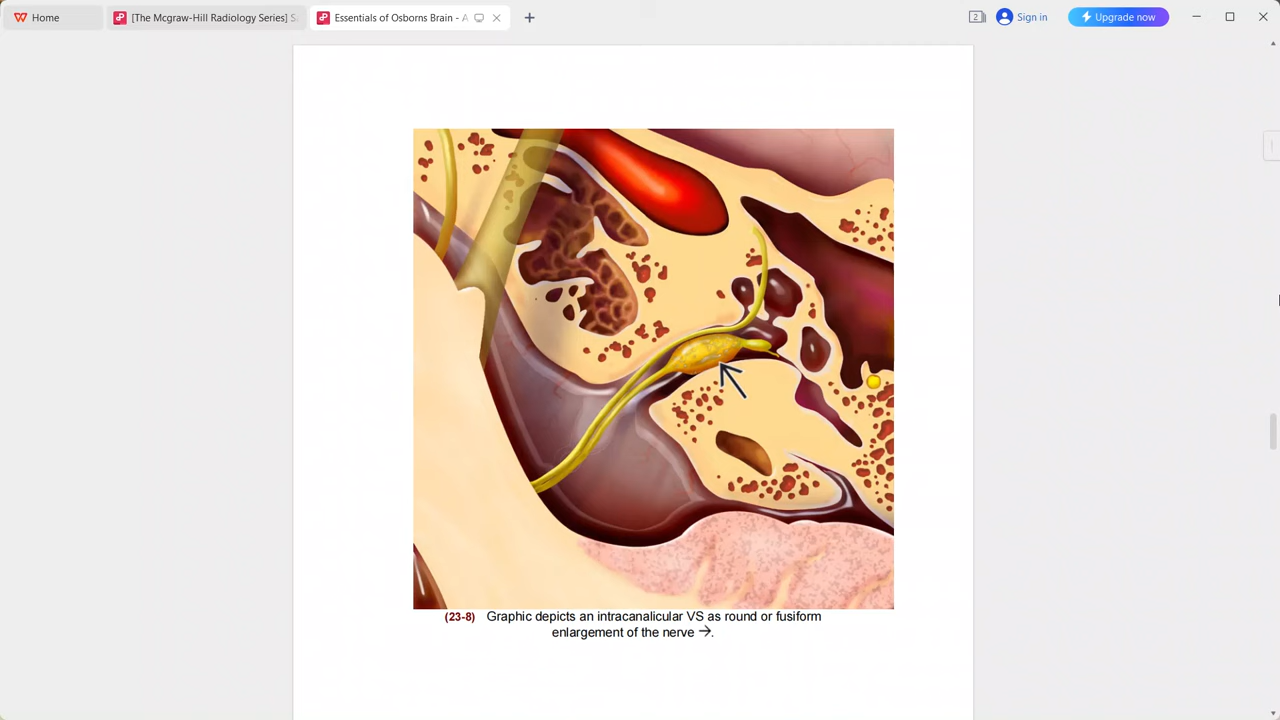 Home
[The Mcgraw-Hill Radiology Series] S
Essentials of Osborns Brain - A
2
Sign in
Upgrade now
(23-8) Graphic depicts an intracanalicular VS as round or fusiform
enlargement of the nerve →.